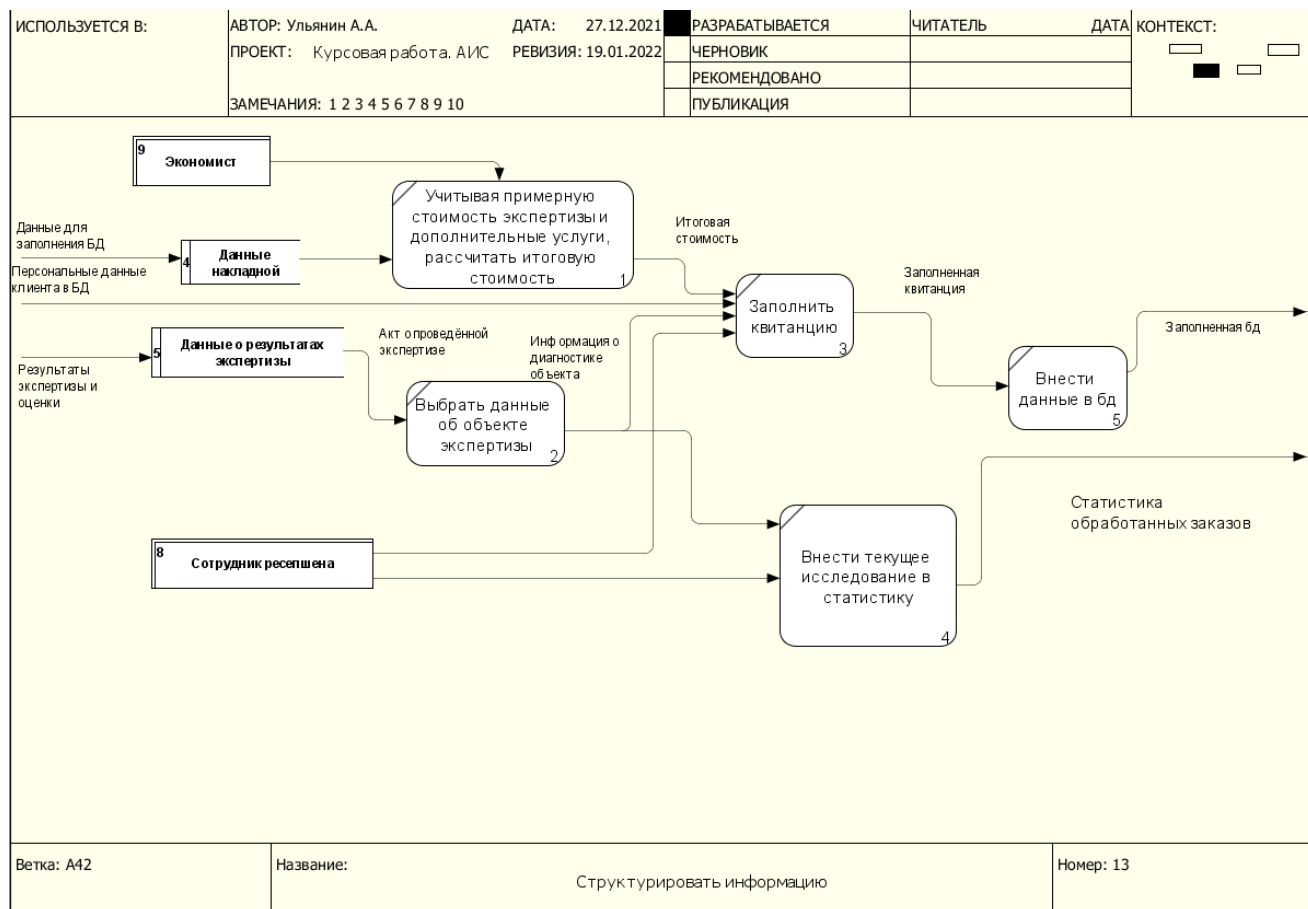 ИСПОЛЬЗУЕТСЯ В:
АВТОР: Ульянин А.А.
ДАТА: 27.12.2021
ПРОЕКТ: Курсовая работа. АИС
РЕВИЗИЯ: 19.01.2022
ЗАМЕЧАНИЯ: 1 2 3 4 5 6 7 8 9 10
РАЗРАБАТЫВАЕТСЯ
ЧЕРНОВИК
РЕКОМЕНДОВАНО
ПУБЛИКАЦИЯ
ЧИТАТЕЛЬ
ДАТА
КОНТЕКСТ:
9
Экономист
Учитывая примерную
стоимость экспертизы и
дополнительные услуги,
рассчитать итоговую
стоимость
1
Данные для
заполнения БД
4
Данные
накладной
Итоговая
стоимость
Персональные данные
клиента в БД
Заполнить
квитанцию
3
Заполненная
квитанция
Заполненная бд
5
Данные о результатах
экспертизы
Акт о проведённой
экспертизе
Информация о
диагностике
объекта
Результаты
экспертизы и
оценки
Выбрать данные
об объекте
экспертизы
2
Внести
данные в бд
5
Статистика
обработанных заказов
8
Сотрудник ресепшена
Внести текущее
исследование в
статистику
4
Ветка: A42
Название:
Структурировать информацию
Номер: 13